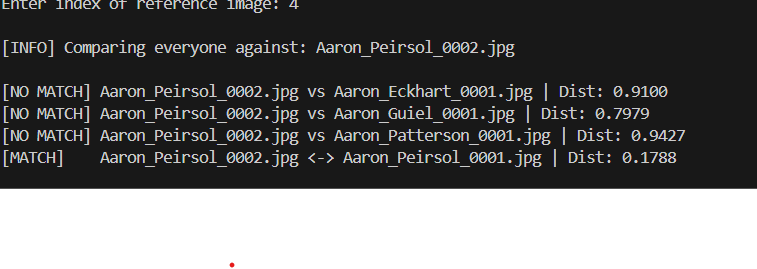 Enter index of reference image: 4
[INFO] Comparing everyone against: Aaron_Peirsol_0002.jpg
[NO MATCH] Aaron_Peirsol_0002.jpg vs Aaron_Eckhart_0001.jpg | Dist: 0.9100
[NO MATCH] Aaron_Peirsol_0002.jpg vs Aaron_Guiel_0001.jpg | Dist: 0.7979
[NO MATCH] Aaron_Peirsol_0002.jpg vs Aaron_Patterson_0001.jpg | Dist: 0.9427
[MATCH]    Aaron_Peirsol_0002.jpg <-> Aaron_Peirsol_0001.jpg | Dist: 0.1788